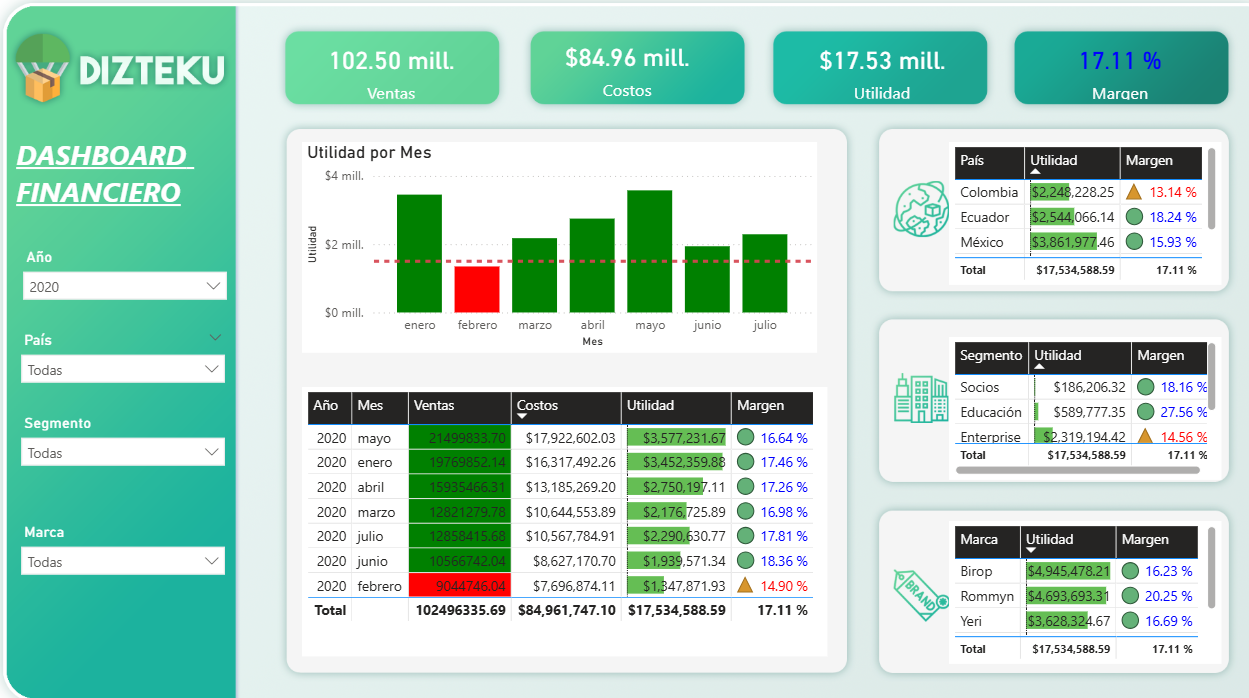 DIZTEKU
DASHBOARD
FINANCIERO
Año
2020
País
Todas
Segmento
Todas
Marca
Todas
102.50 mill.
Ventas
$84.96 mill.
Costos
$17.53 mill.
Utilidad
17.11 %
Margen
Utilidad por Mes
$4 mill.
$2 mill.
$0 mill.
Utilidad
enero febrero marzo abril mayo junio julio
Mes
Año Mes Ventas Costos Utilidad Margen
2020 mayo 21499833.70 $17,922,602.03 $3,577,231.67 16.64 %
2020 enero 19769852.14 $16,317,492.26 $3,452,359.88 17.46 %
2020 abril 15935466.31 $13,185,269.20 $2,750,197.11 17.26 %
2020 marzo 12821279.78 $10,644,553.89 $2,176,725.89 16.98 %
2020 julio 12858415.68 $10,567,784.91 $2,290,630.77 17.81 %
2020 junio 10566742.04 $8,627,170.70 $1,939,571.34 18.36 %
2020 febrero 9044746.04 $7,696,874.11 $1,347,871.93 14.90 %
Total 102496335.69 $84,961,747.10 $17,534,588.59 17.11 %
País Utilidad Margen
Colombia $2,248,228.25 13.14 %
Ecuador $2,544,066.14 18.24 %
México $3,861,977.46 15.93 %
Total $17,534,588.59 17.11 %
Segmento Utilidad Margen
Socios $186,206.32 18.16 %
Educación $589,777.35 27.56 %
Enterprise $2,319,194.42 14.56 %
Total $17,534,588.59 17.11 %
BRAND
Marca Utilidad Margen
Birop $4,945,478.21 16.23 %
Rommyn $4,693,693.31 20.25 %
Yeri $3,628,324.67 16.69 %
Total $17,534,588.59 17.11 %